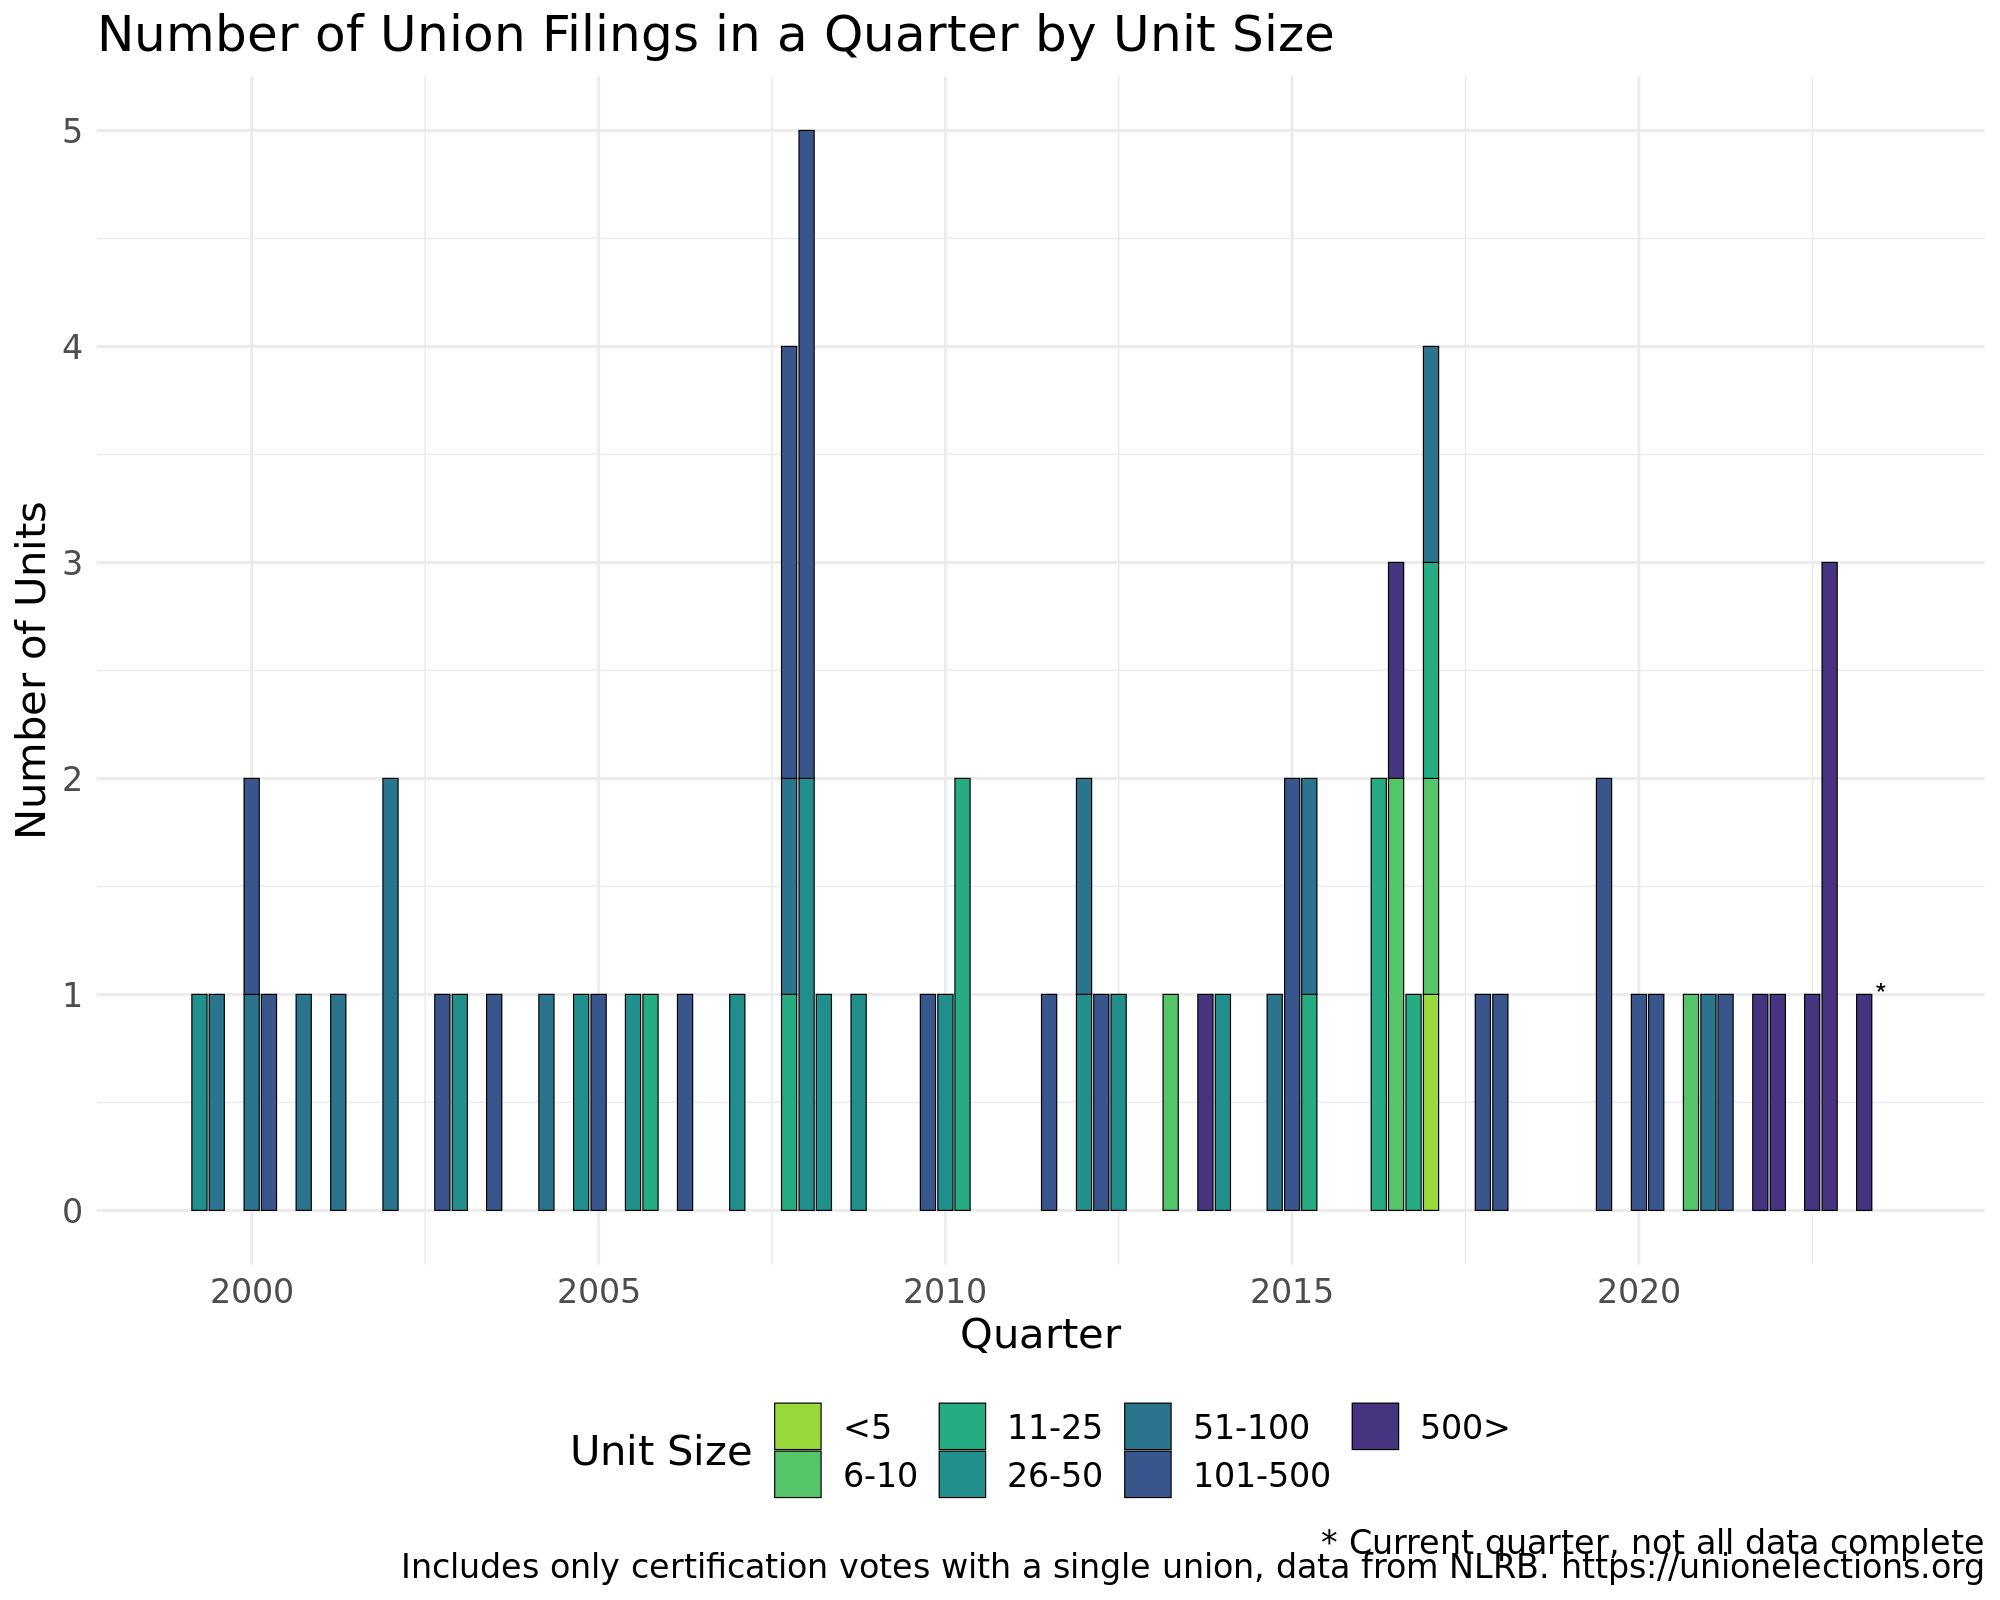 Number of Union Filings in a Quarter by Unit Size
Number of Units
5
4
3
2
1
0
*
2000 2005 2010 2015 2020
Quarter
Unit Size
<5 11-25 51-100 500>
6-10 26-50 101-500
* Current quarter, not all data complete
Includes only certification votes with a single union, data from NLRB. https://unionelections.org